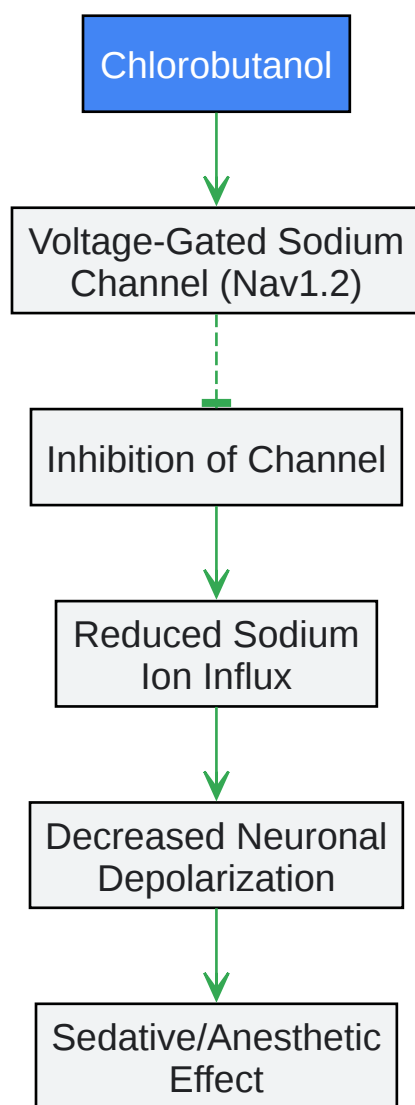 Chlorobutanol
Voltage-Gated Sodium
Channel (Nav1.2)
Inhibition of Channel
Reduced Sodium
Ion Influx
Decreased Neuronal
Depolarization
Sedative/Anesthetic
Effect